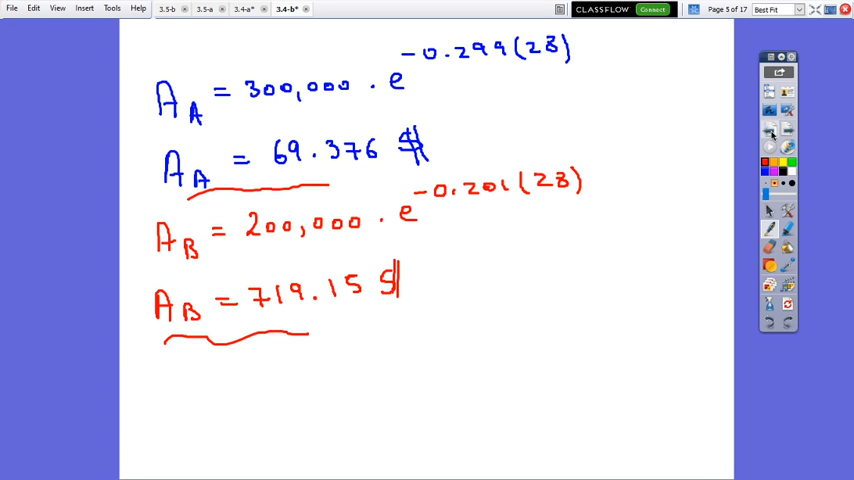 File Edit View Insert Tools Help 3.5-b 3.5-a 3.4-a* 3.4-b* CLASSFLOW Connect Page 5 of 17 Best Fit
A_A = 300,000 · e^-0.299(28)
A_A = 69.376 $
A_B = 200,000 · e^-0.201(28)
A_B = 719.15 $